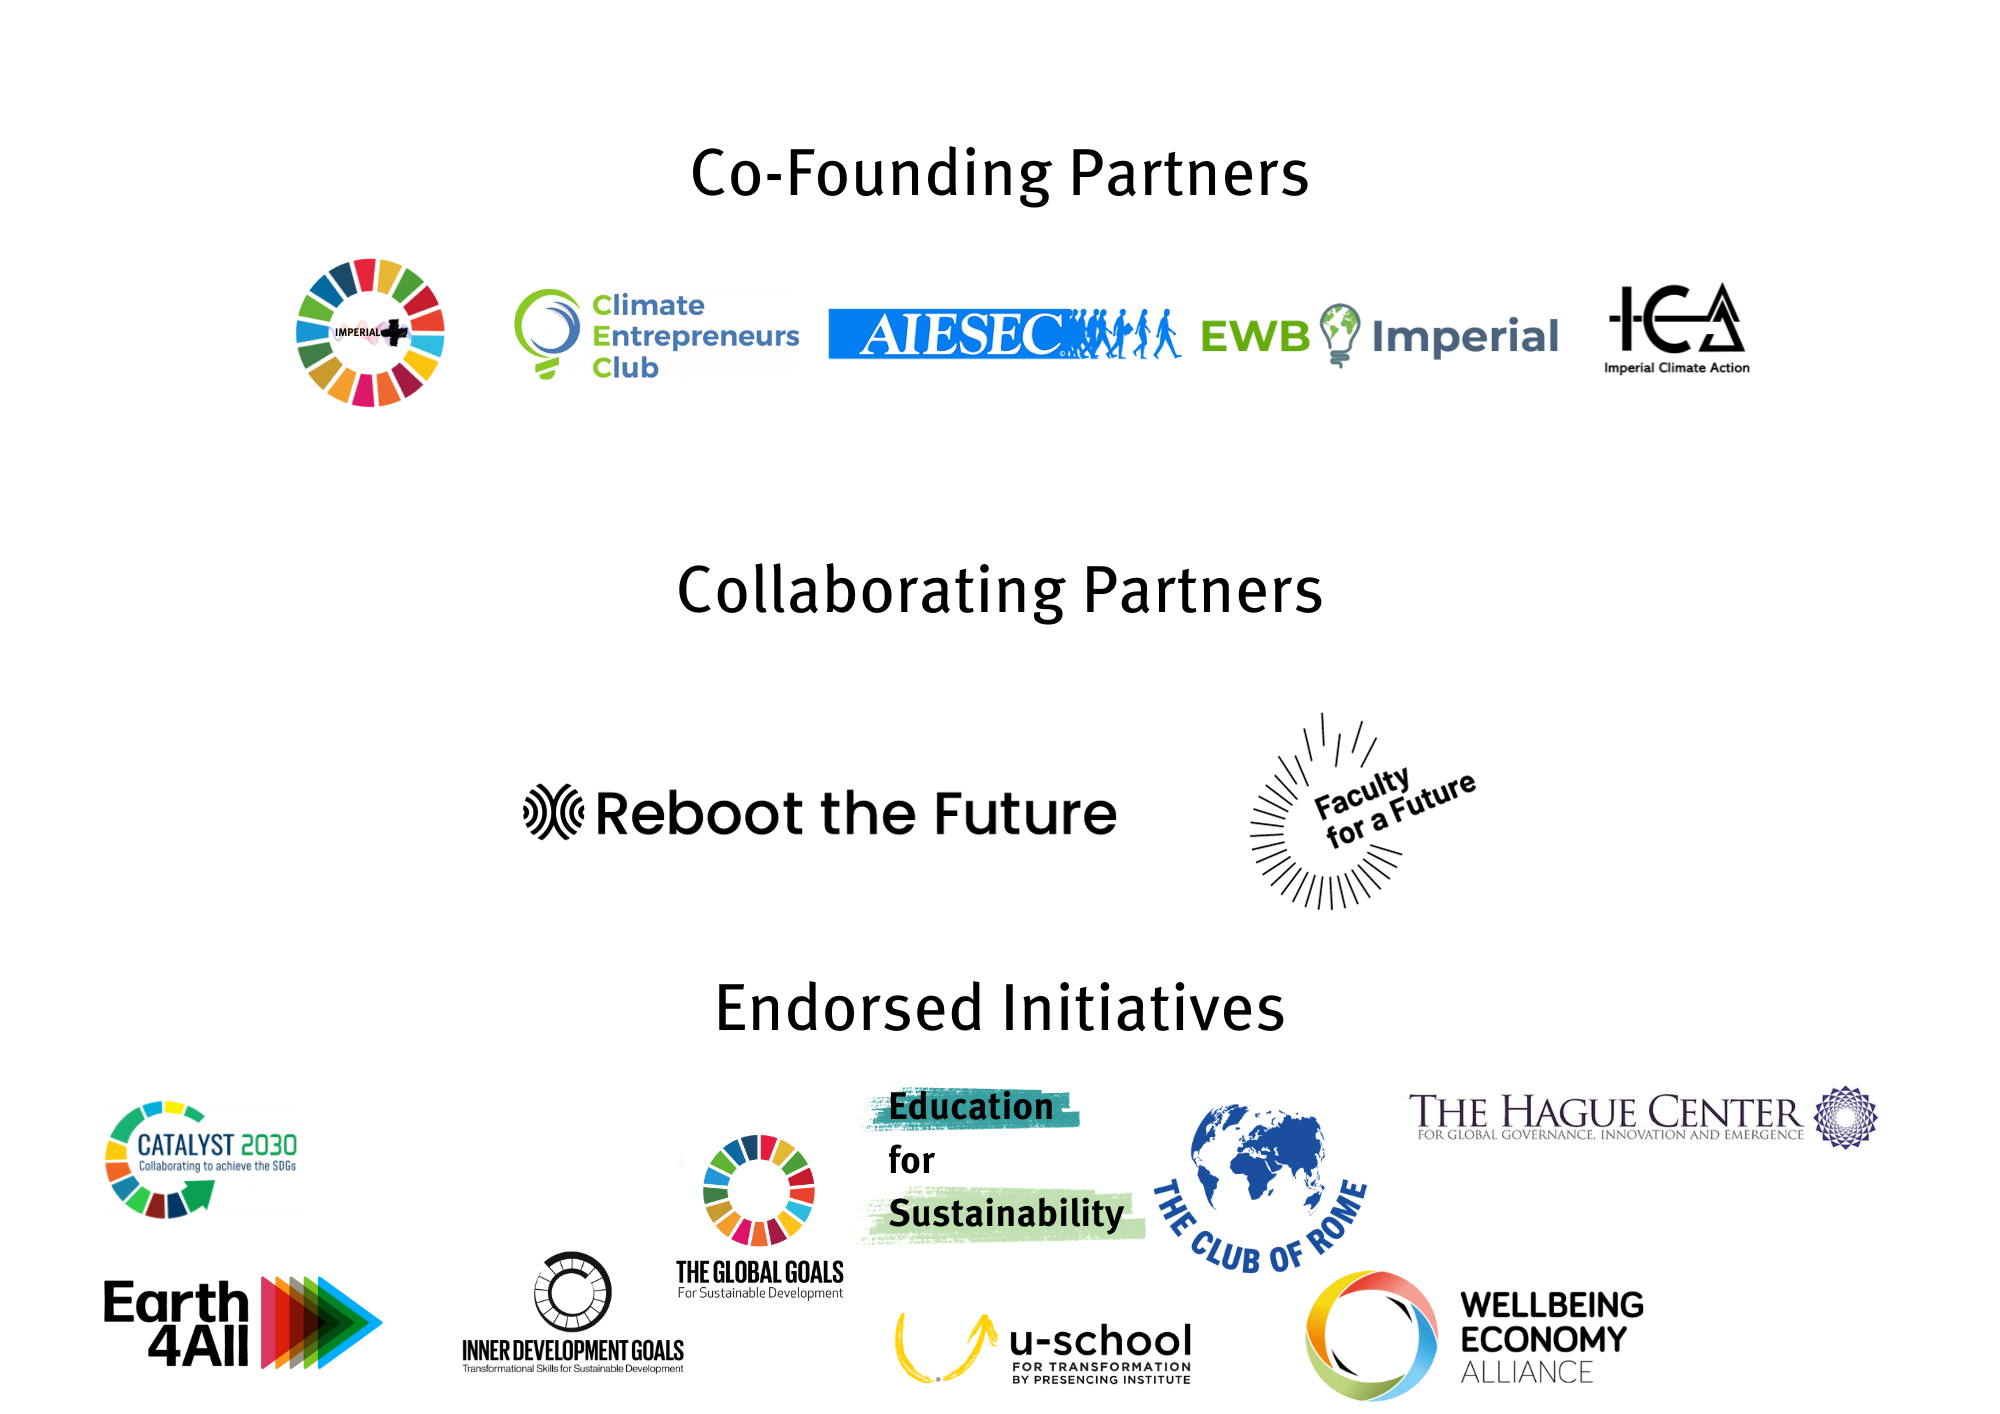 Co-Founding Partners
IMPERIAL
Climate
Entrepreneurs
Club
AIESEC
EWB Imperial
ICA
Imperial Climate Action
Collaborating Partners
Reboot the Future
Faculty
for a Future
Endorsed Initiatives
CATALYST 2030
Collaborating to achieve the SDGs
THE GLOBAL GOALS
For Sustainable Development
Education
for
Sustainability
THE CLUB OF ROME
THE HAGUE CENTER
FOR GLOBAL GOVERNANCE, INNOVATION AND EMERGENCE
Earth
4All
INNER DEVELOPMENT GOALS
Transformational Skills for Sustainable Development
u-school
FOR TRANSFORMATION
BY PRESENCING INSTITUTE
WELLBEING
ECONOMY
ALLIANCE